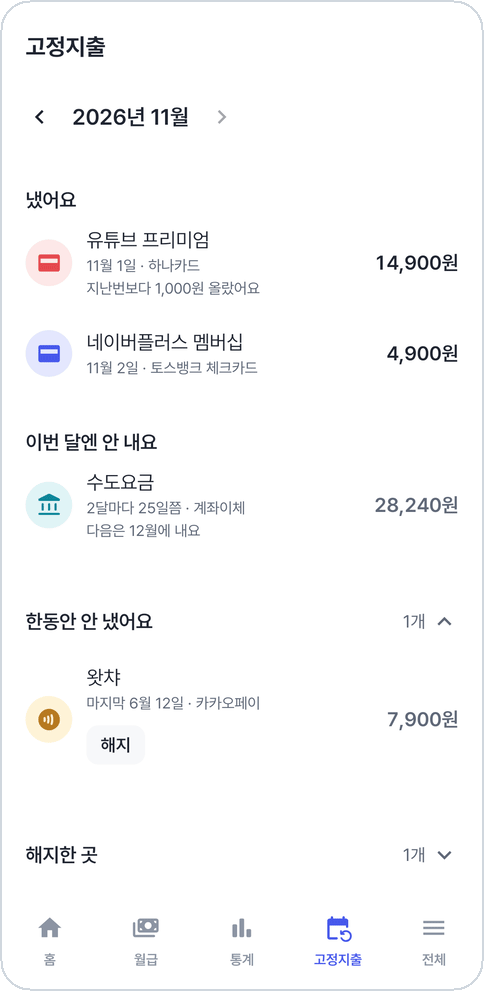 고정지출
2026년 11월
냈어요
유튜브 프리미엄
11월 1일 · 하나카드
지난번보다 1,000원 올랐어요
14,900원
네이버플러스 멤버십
11월 2일 · 토스뱅크 체크카드
4,900원
이번 달엔 안 내요
수도요금
2달마다 25일쯤 · 계좌이체
다음은 12월에 내요
28,240원
한동안 안 냈어요
1개
왓챠
마지막 6월 12일 · 카카오페이
7,900원
해지
해지한 곳
1개
홈
월급
통계
고정지출
전체